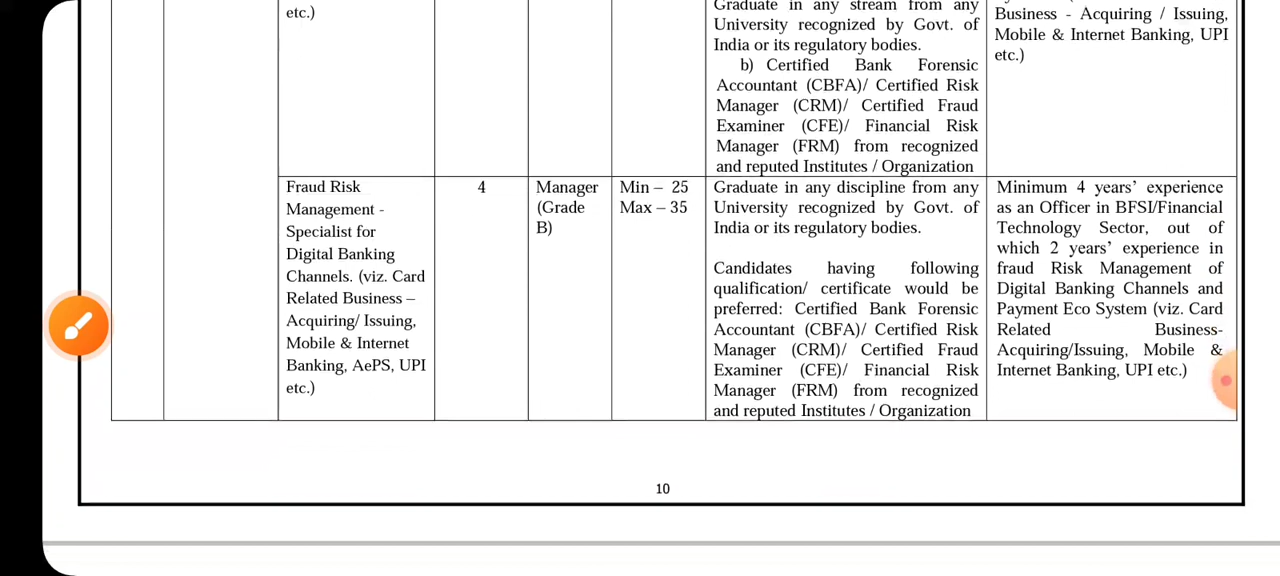 etc.)
Graduate in any stream from any
University recognized by Govt. of
India or its regulatory bodies.
b) Certified Bank Forensic
Accountant (CBFA)/ Certified Risk
Manager (CRM)/ Certified Fraud
Examiner (CFE)/ Financial Risk
Manager (FRM) from recognized
and reputed Institutes / Organization
Business - Acquiring / Issuing,
Mobile & Internet Banking, UPI
etc.)
Fraud Risk
Management -
Specialist for
Digital Banking
Channels. (viz. Card
Related Business –
Acquiring/ Issuing,
Mobile & Internet
Banking, AePS, UPI
etc.)
4
Manager
(Grade
B)
Min – 25
Max – 35
Graduate in any discipline from any
University recognized by Govt. of
India or its regulatory bodies.
Candidates having following
qualification/ certificate would be
preferred: Certified Bank Forensic
Accountant (CBFA)/ Certified Risk
Manager (CRM)/ Certified Fraud
Examiner (CFE)/ Financial Risk
Manager (FRM) from recognized
and reputed Institutes / Organization
Minimum 4 years’ experience
as an Officer in BFSI/Financial
Technology Sector, out of
which 2 years’ experience in
fraud Risk Management of
Digital Banking Channels and
Payment Eco System (viz. Card
Related Business-
Acquiring/Issuing, Mobile &
Internet Banking, UPI etc.)
10